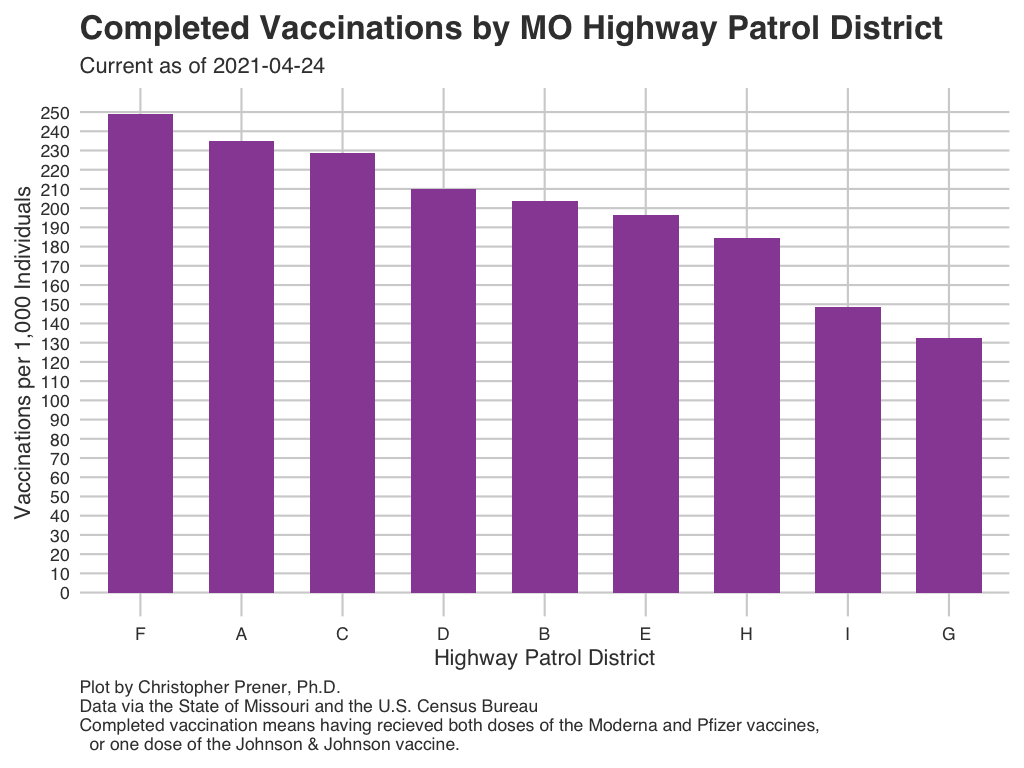 Completed Vaccinations by MO Highway Patrol District
Current as of 2021-04-24
Vaccinations per 1,000 Individuals
250
240
230
220
210
200
190
180
170
160
150
140
130
120
110
100
90
80
70
60
50
40
30
20
10
0
F A C D B E H I G
Highway Patrol District
Plot by Christopher Prener, Ph.D.
Data via the State of Missouri and the U.S. Census Bureau
Completed vaccination means having recieved both doses of the Moderna and Pfizer vaccines,
or one dose of the Johnson & Johnson vaccine.